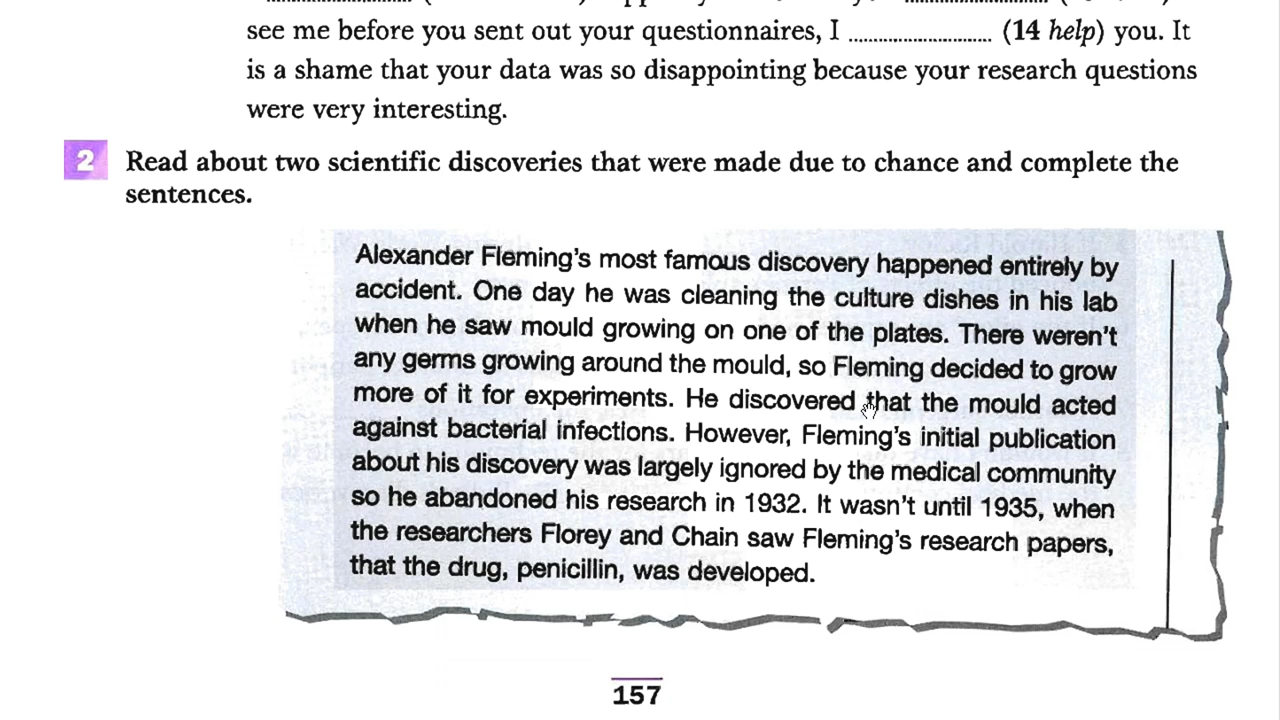 see me before you sent out your questionnaires, I ............................. (14 help) you. It
is a shame that your data was so disappointing because your research questions
were very interesting.
2 Read about two scientific discoveries that were made due to chance and complete the
sentences.
Alexander Fleming's most famous discovery happened entirely by
accident. One day he was cleaning the culture dishes in his lab
when he saw mould growing on one of the plates. There weren't
any germs growing around the mould, so Fleming decided to grow
more of it for experiments. He discovered that the mould acted
against bacterial infections. However, Fleming's initial publication
about his discovery was largely ignored by the medical community
so he abandoned his research in 1932. It wasn't until 1935, when
the researchers Florey and Chain saw Fleming's research papers,
that the drug, penicillin, was developed.
157